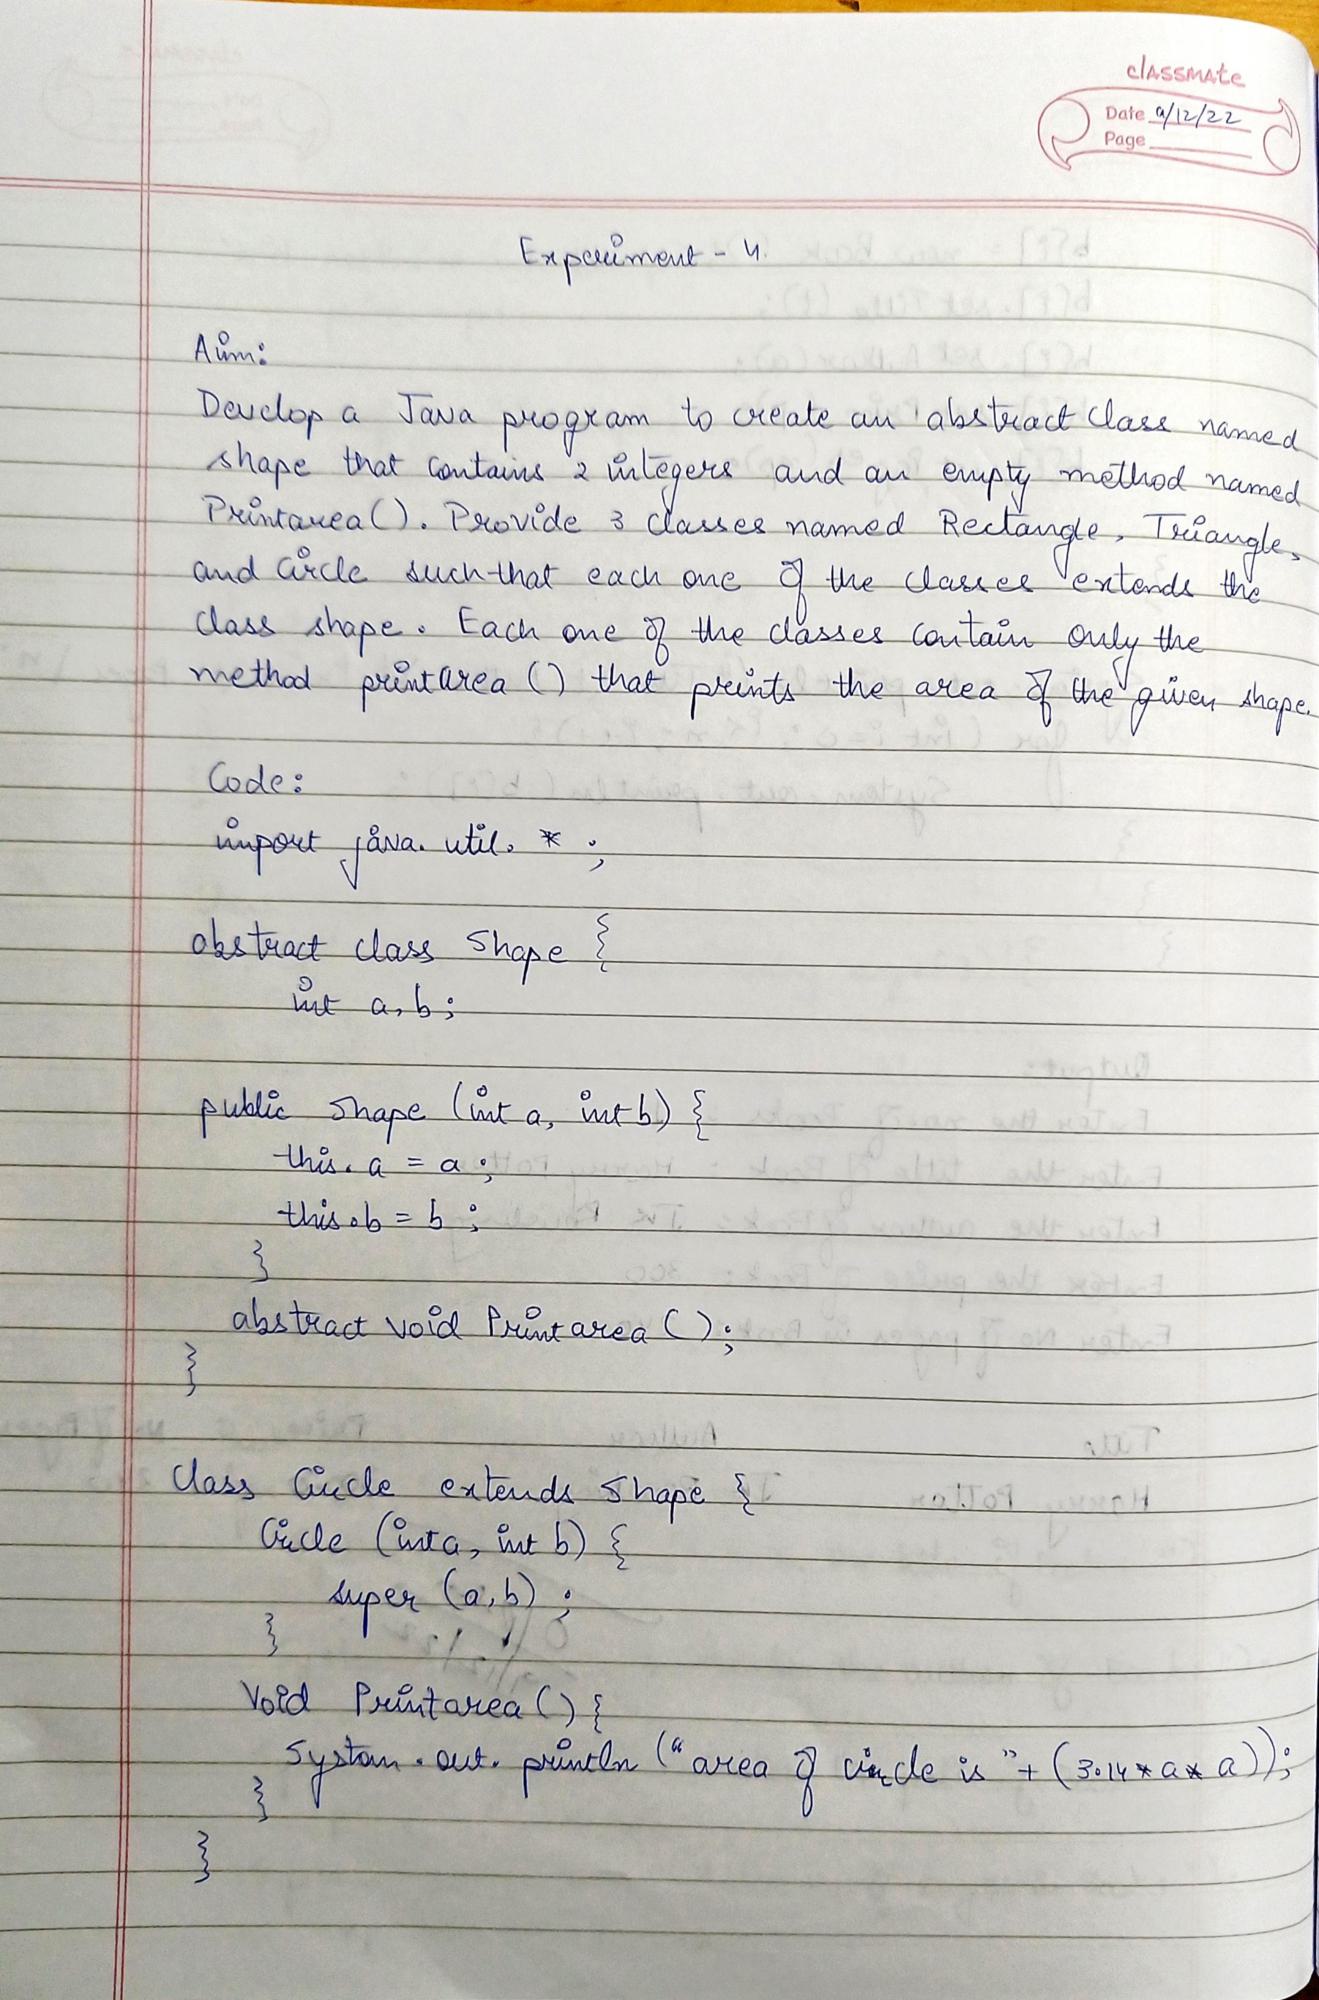 classmate
Date 9/12/22
Page
Experiment - 4.
Aim:
Develop a Java program to create an abstract class named
shape that contains 2 integers and an empty method named
Printarea(). Provide 3 classes named Rectangle, Triangle,
and Circle such that each one of the classes extends the
class shape. Each one of the classes contain only the
method printarea () that prints the area of the given shape.
Code:
import java. util. * ;
abstract class Shape {
int a, b;
public Shape (int a, int b) {
this. a = a ;
this.b = b ;
}
abstract void Printarea () ;
}
Class Circle extends Shape {
Circle (int a, int b) {
super (a, b) ;
}
Void Printarea () {
System.out. println ("area of circle is "+ (3.14 * a * a));
}
}